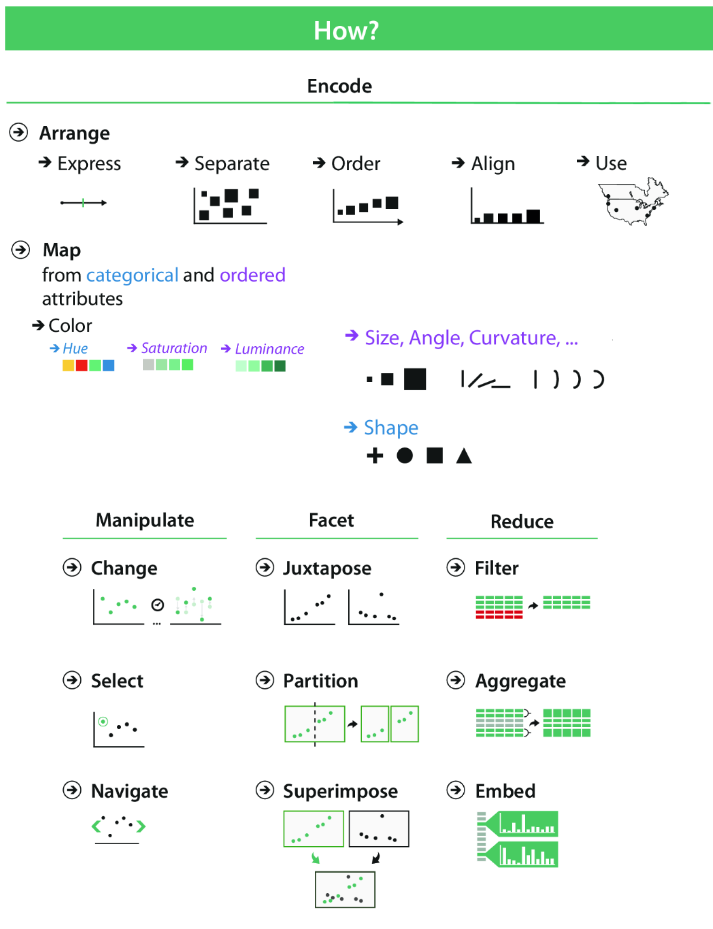 How?
Encode
Arrange
Express
Separate
Order
Align
Use
Map
from categorical and ordered
attributes
Color
Hue
Saturation
Luminance
Size, Angle, Curvature, ...
Shape
Manipulate
Facet
Reduce
Change
Juxtapose
Filter
...
Select
Partition
Aggregate
Navigate
Superimpose
Embed